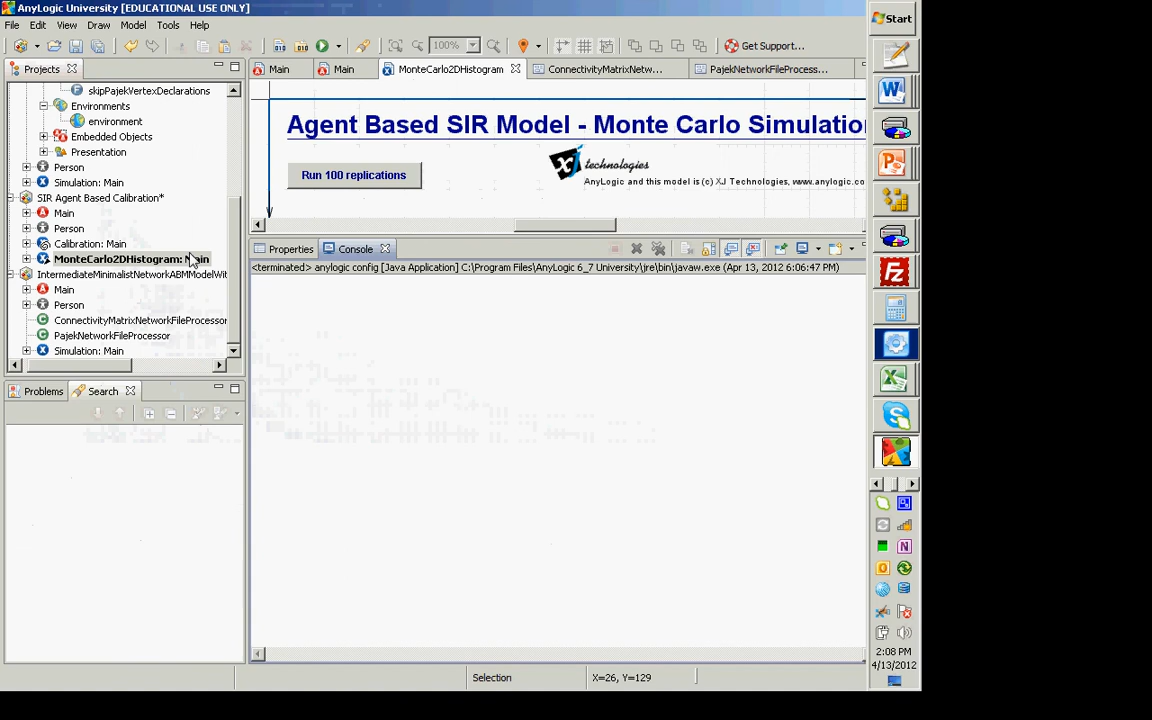 AnyLogic University [EDUCATIONAL USE ONLY]
File Edit View Draw Model Tools Help
100% Get Support...
Start
Projects
Main Main MonteCarlo2DHistogram ConnectivityMatrixNetw... PajekNetworkFileProcess...
skipPajekVertexDeclarations
Environments
environment
Embedded Objects
Presentation
Person
Simulation: Main
SIR Agent Based Calibration*
Main
Person
Calibration: Main
MonteCarlo2DHistogram: Main
IntermediateMinimalistNetworkABMModelWit
Main
Person
ConnectivityMatrixNetworkFileProcessor
PajekNetworkFileProcessor
Simulation: Main
Agent Based SIR Model - Monte Carlo Simulation
Run 100 replications
XJ technologies
AnyLogic and this model is (c) XJ Technologies, www.anylogic.co
Properties Console
<terminated> anylogic config [Java Application] C:\Program Files\AnyLogic 6_7 University\jre\bin\javaw.exe (Apr 13, 2012 6:06:47 PM)
Problems Search
Selection X=26, Y=129
2:08 PM
4/13/2012